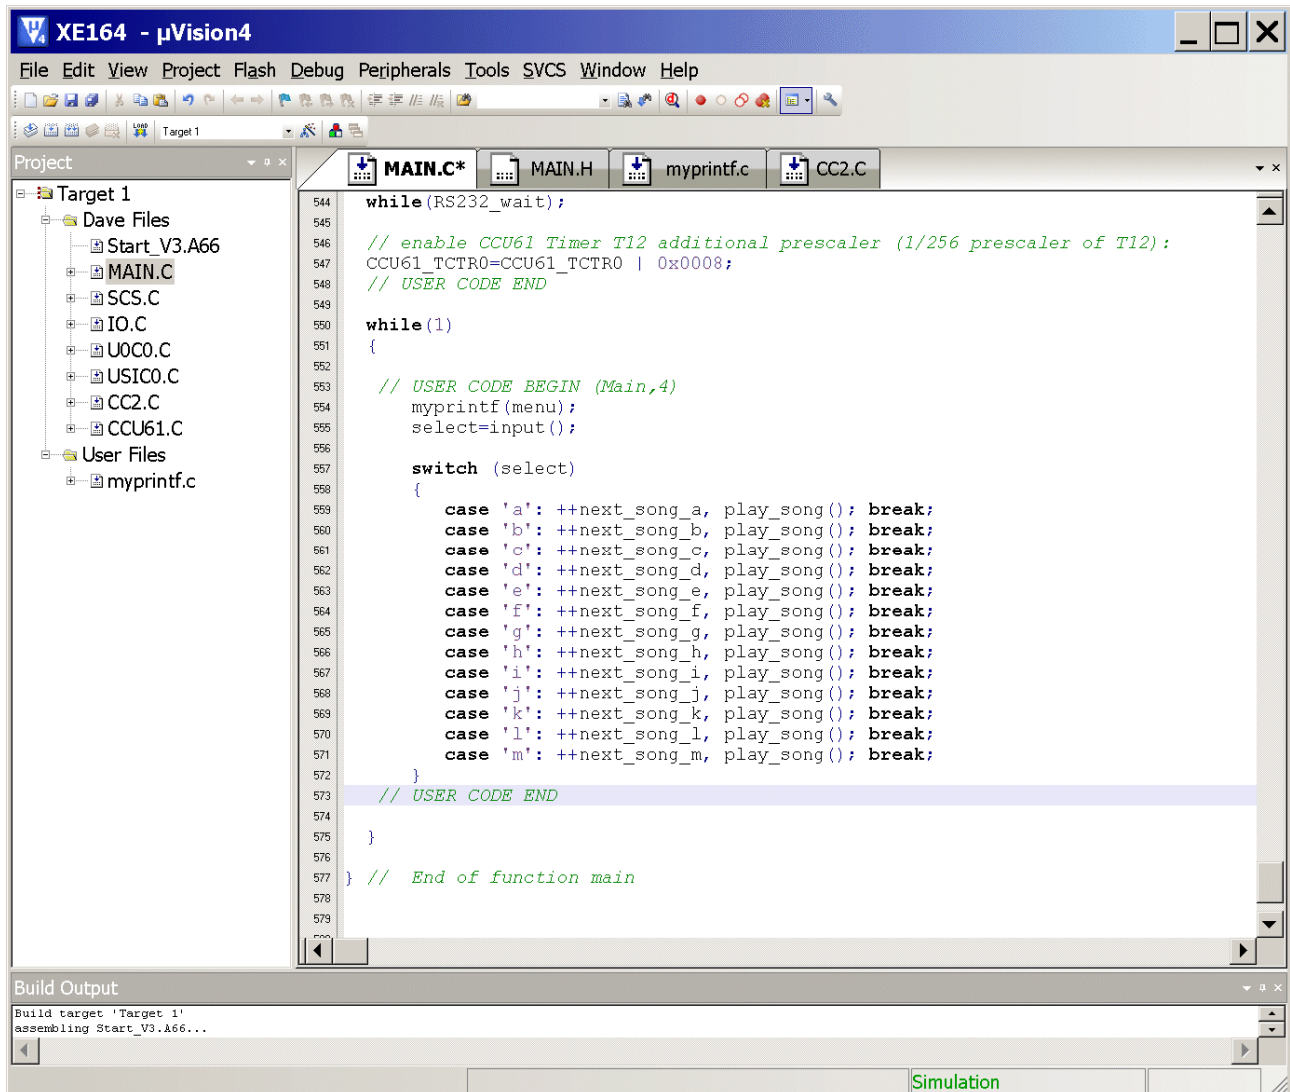 XE164 - µVision4
File Edit View Project Flash Debug Peripherals Tools SVCS Window Help
LOAD Target 1
Project
MAIN.C* MAIN.H myprintf.c CC2.C
Target 1
Dave Files
Start_V3.A66
MAIN.C
SCS.C
IO.C
U0C0.C
USIC0.C
CC2.C
CCU61.C
User Files
myprintf.c
544 while(RS232_wait);
545
546 // enable CCU61 Timer T12 additional prescaler (1/256 prescaler of T12):
547 CCU61_TCTR0=CCU61_TCTR0 | 0x0008;
548 // USER CODE END
549
550 while(1)
551 {
552
553 // USER CODE BEGIN (Main,4)
554 myprintf(menu);
555 select=input();
556
557 switch (select)
558 {
559 case 'a': ++next_song_a, play_song(); break;
560 case 'b': ++next_song_b, play_song(); break;
561 case 'c': ++next_song_c, play_song(); break;
562 case 'd': ++next_song_d, play_song(); break;
563 case 'e': ++next_song_e, play_song(); break;
564 case 'f': ++next_song_f, play_song(); break;
565 case 'g': ++next_song_g, play_song(); break;
566 case 'h': ++next_song_h, play_song(); break;
567 case 'i': ++next_song_i, play_song(); break;
568 case 'j': ++next_song_j, play_song(); break;
569 case 'k': ++next_song_k, play_song(); break;
570 case 'l': ++next_song_l, play_song(); break;
571 case 'm': ++next_song_m, play_song(); break;
572 }
573 // USER CODE END
574
575 }
576
577 } // End of function main
578
579
Build Output
Build target 'Target 1'
assembling Start_V3.A66...
Simulation